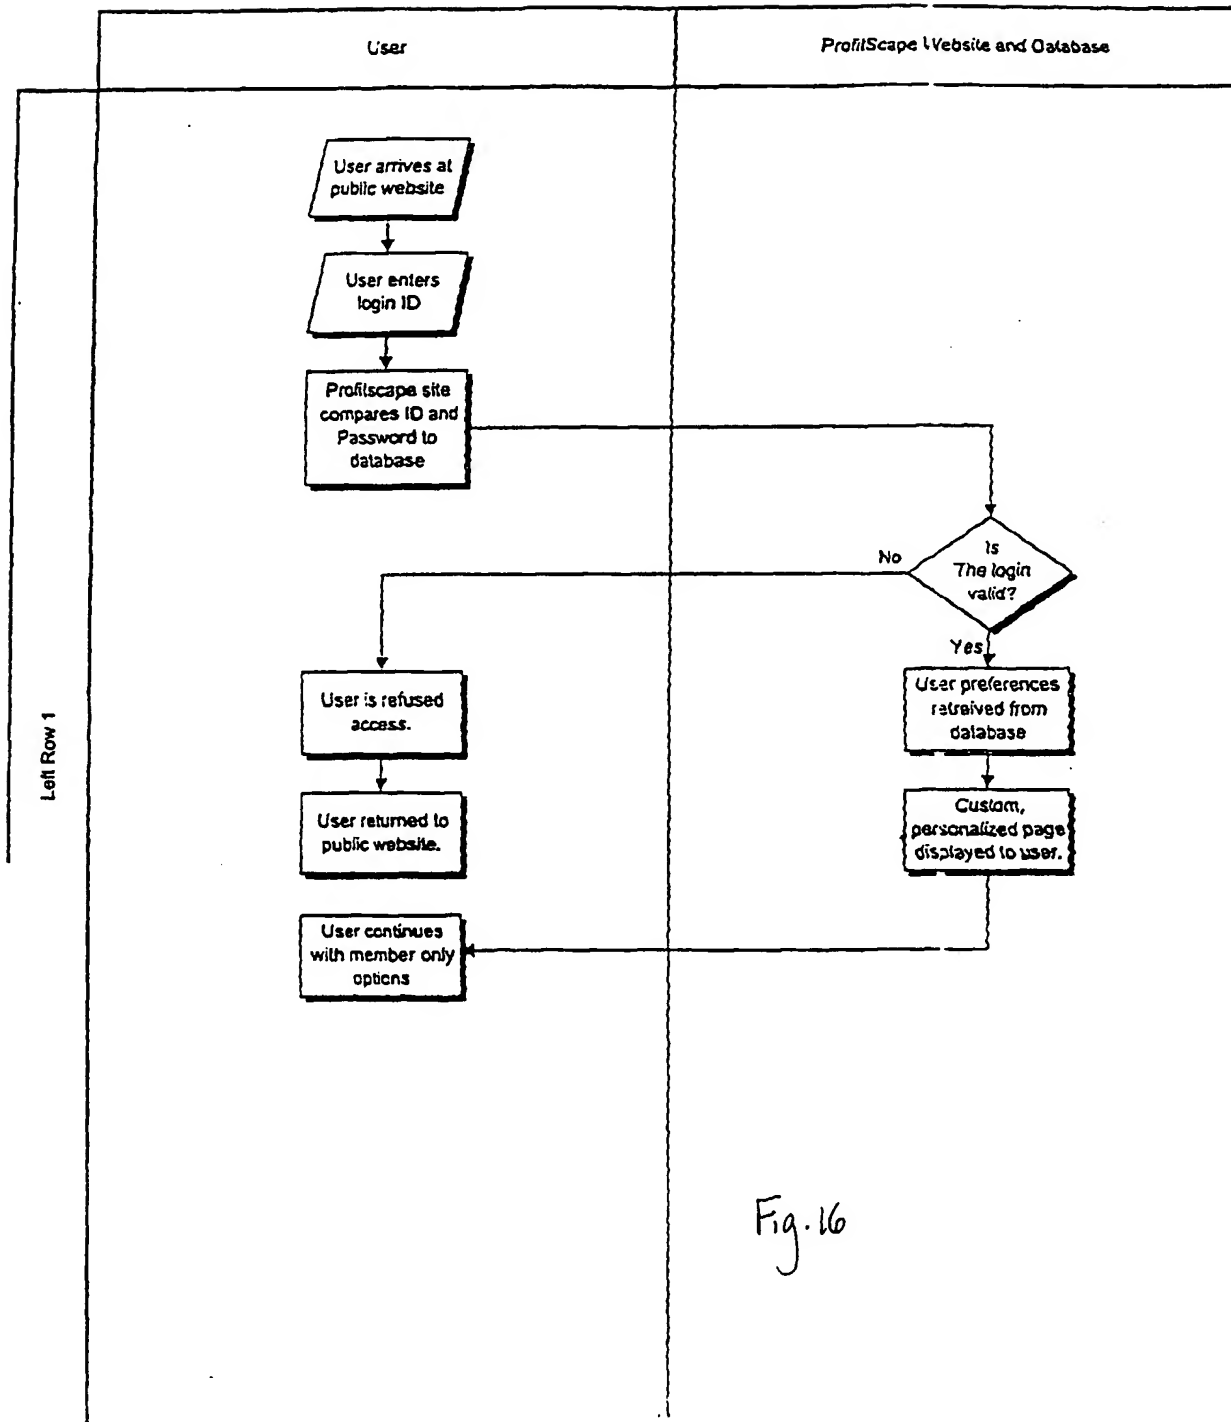 User
ProfitScape Website and Database
User arrives at
public website
User enters
login ID
Profitscape site
compares ID and
Password to
database
Is
The login
valid?
No
Yes
User is refused
access.
User preferences
retraived from
database
User returned to
public website.
Custom,
personalized page
displayed to user.
User continues
with member only
options
Left Row 1
Fig. 16